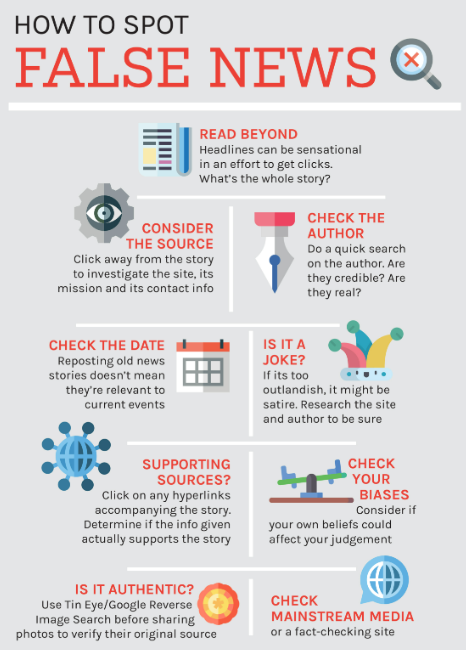 HOW TO SPOT
FALSE NEWS
READ BEYOND
Headlines can be sensational
in an effort to get clicks.
What's the whole story?
CONSIDER
THE SOURCE
Click away from the story
to investigate the site, its
mission and its contact info
CHECK THE
AUTHOR
Do a quick search
on the author. Are
they credible? Are
they real?
CHECK THE DATE
Reposting old news
stories doesn't mean
they're relevant to
current events
IS IT A
JOKE?
If its too
outlandish, it might be
satire. Research the site
and author to be sure
SUPPORTING
SOURCES?
Click on any hyperlinks
accompanying the story.
Determine if the info given
actually supports the story
CHECK
YOUR
BIASES
Consider if
your own beliefs could
affect your judgement
IS IT AUTHENTIC?
Use Tin Eye/Google Reverse
Image Search before sharing
photos to verify their original source
CHECK
MAINSTREAM MEDIA
or a fact-checking site